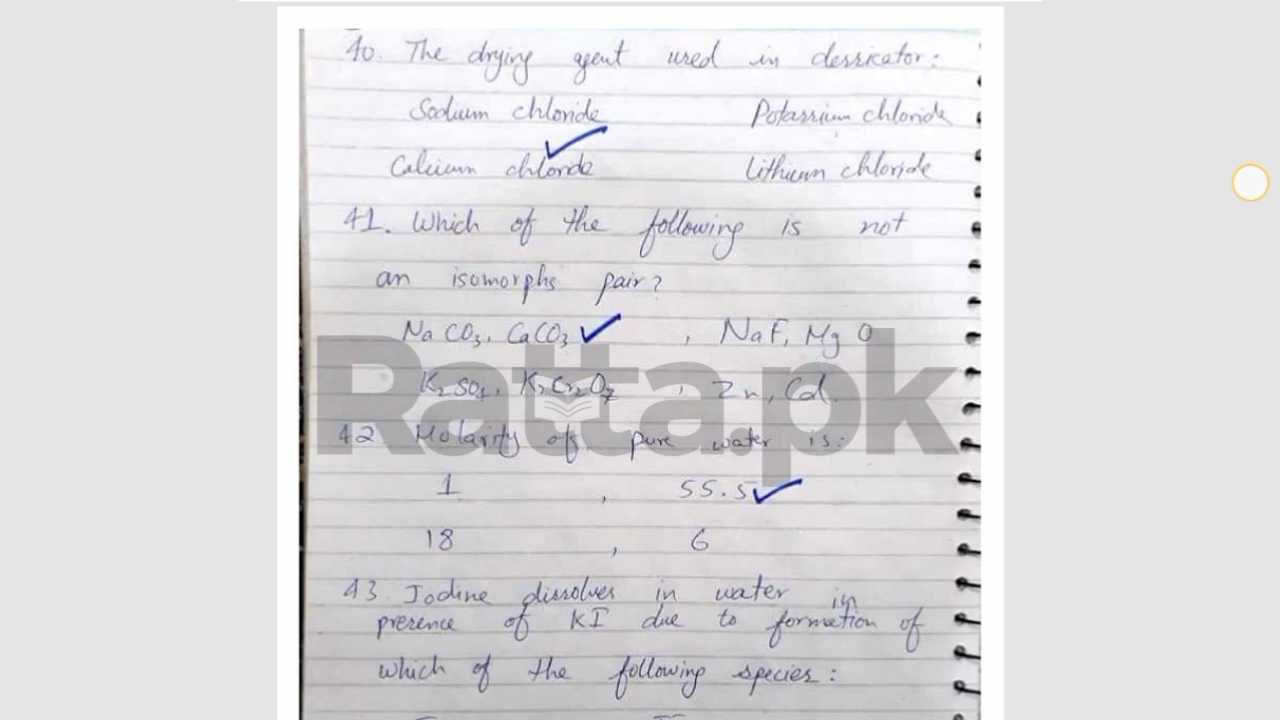 40. The drying agent used in dessicator:
Sodium chloride Potassium chloride
Calcium chloride Lithium chloride
41. Which of the following is not
an isomorphs pair?
NaCO3, CaCO3 , NaF, MgO
K2SO4, K2Cr2O7 , Zn, Cd.
Ratta.pk
42 Molarity of pure water is:
1 , 55.5
18 , 6
43. Iodine dissolves in water in
presence of KI due to formation of
which of the following species: